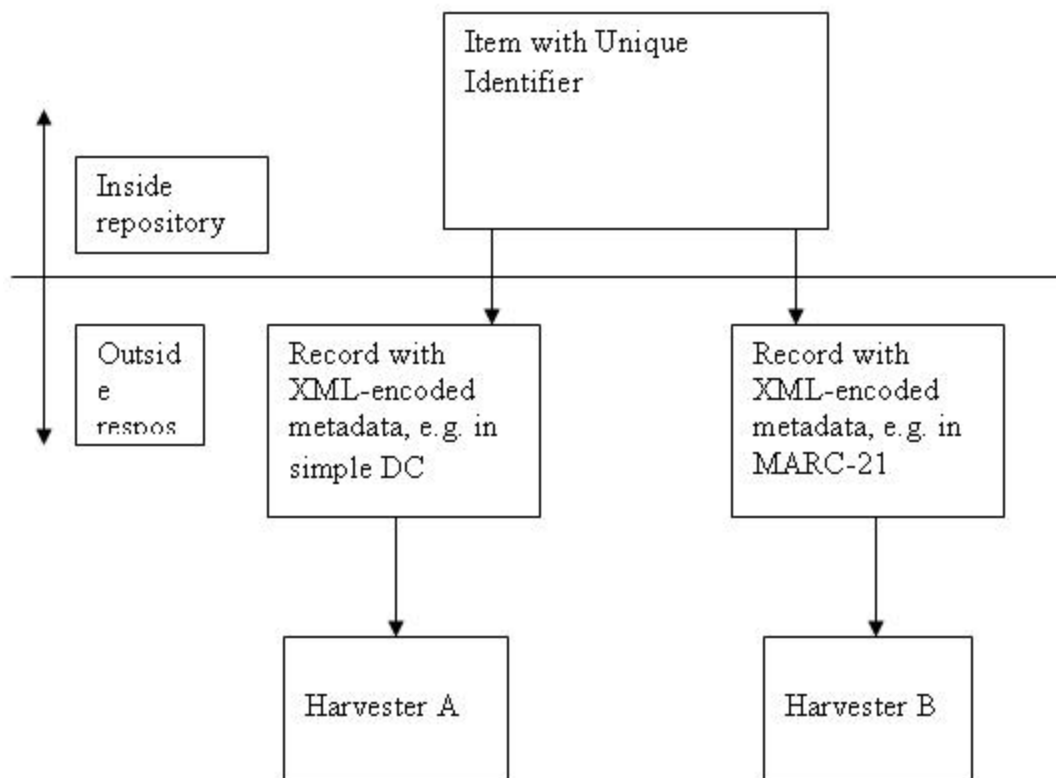 Item with Unique
Identifier
Inside
repository
Outsid
e
respos
Record with
XML-encoded
metadata, e.g. in
simple DC
Record with
XML-encoded
metadata, e.g. in
MARC-21
Harvester A
Harvester B